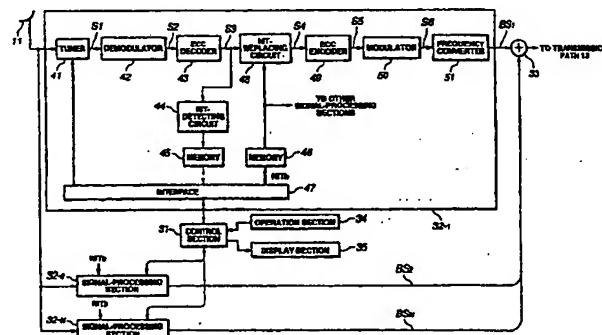 11
S1
S2
S3
S4
S5
S6
BS1
TUNER
DEMODULATOR
ECC
DECODER
NIT-
REPLACING
CIRCUIT
ECC
ENCODER
MODULATOR
FREQUENCY
CONVERTER
TO TRANSMISSION
PATH 13
41
42
43
48
49
50
51
33
44
NIT-
DETECTING
CIRCUIT
TO OTHER
SIGNAL-PROCESSING
SECTIONS
45
MEMORY
MEMORY
46
NITb
INTERFACE
47
32-1
31
CONTROL
SECTION
OPERATION SECTION
34
DISPLAY SECTION
35
NITb
32-2
SIGNAL-PROCESSING
SECTION
BS2
NITb
32-N
SIGNAL-PROCESSING
SECTION
BSN